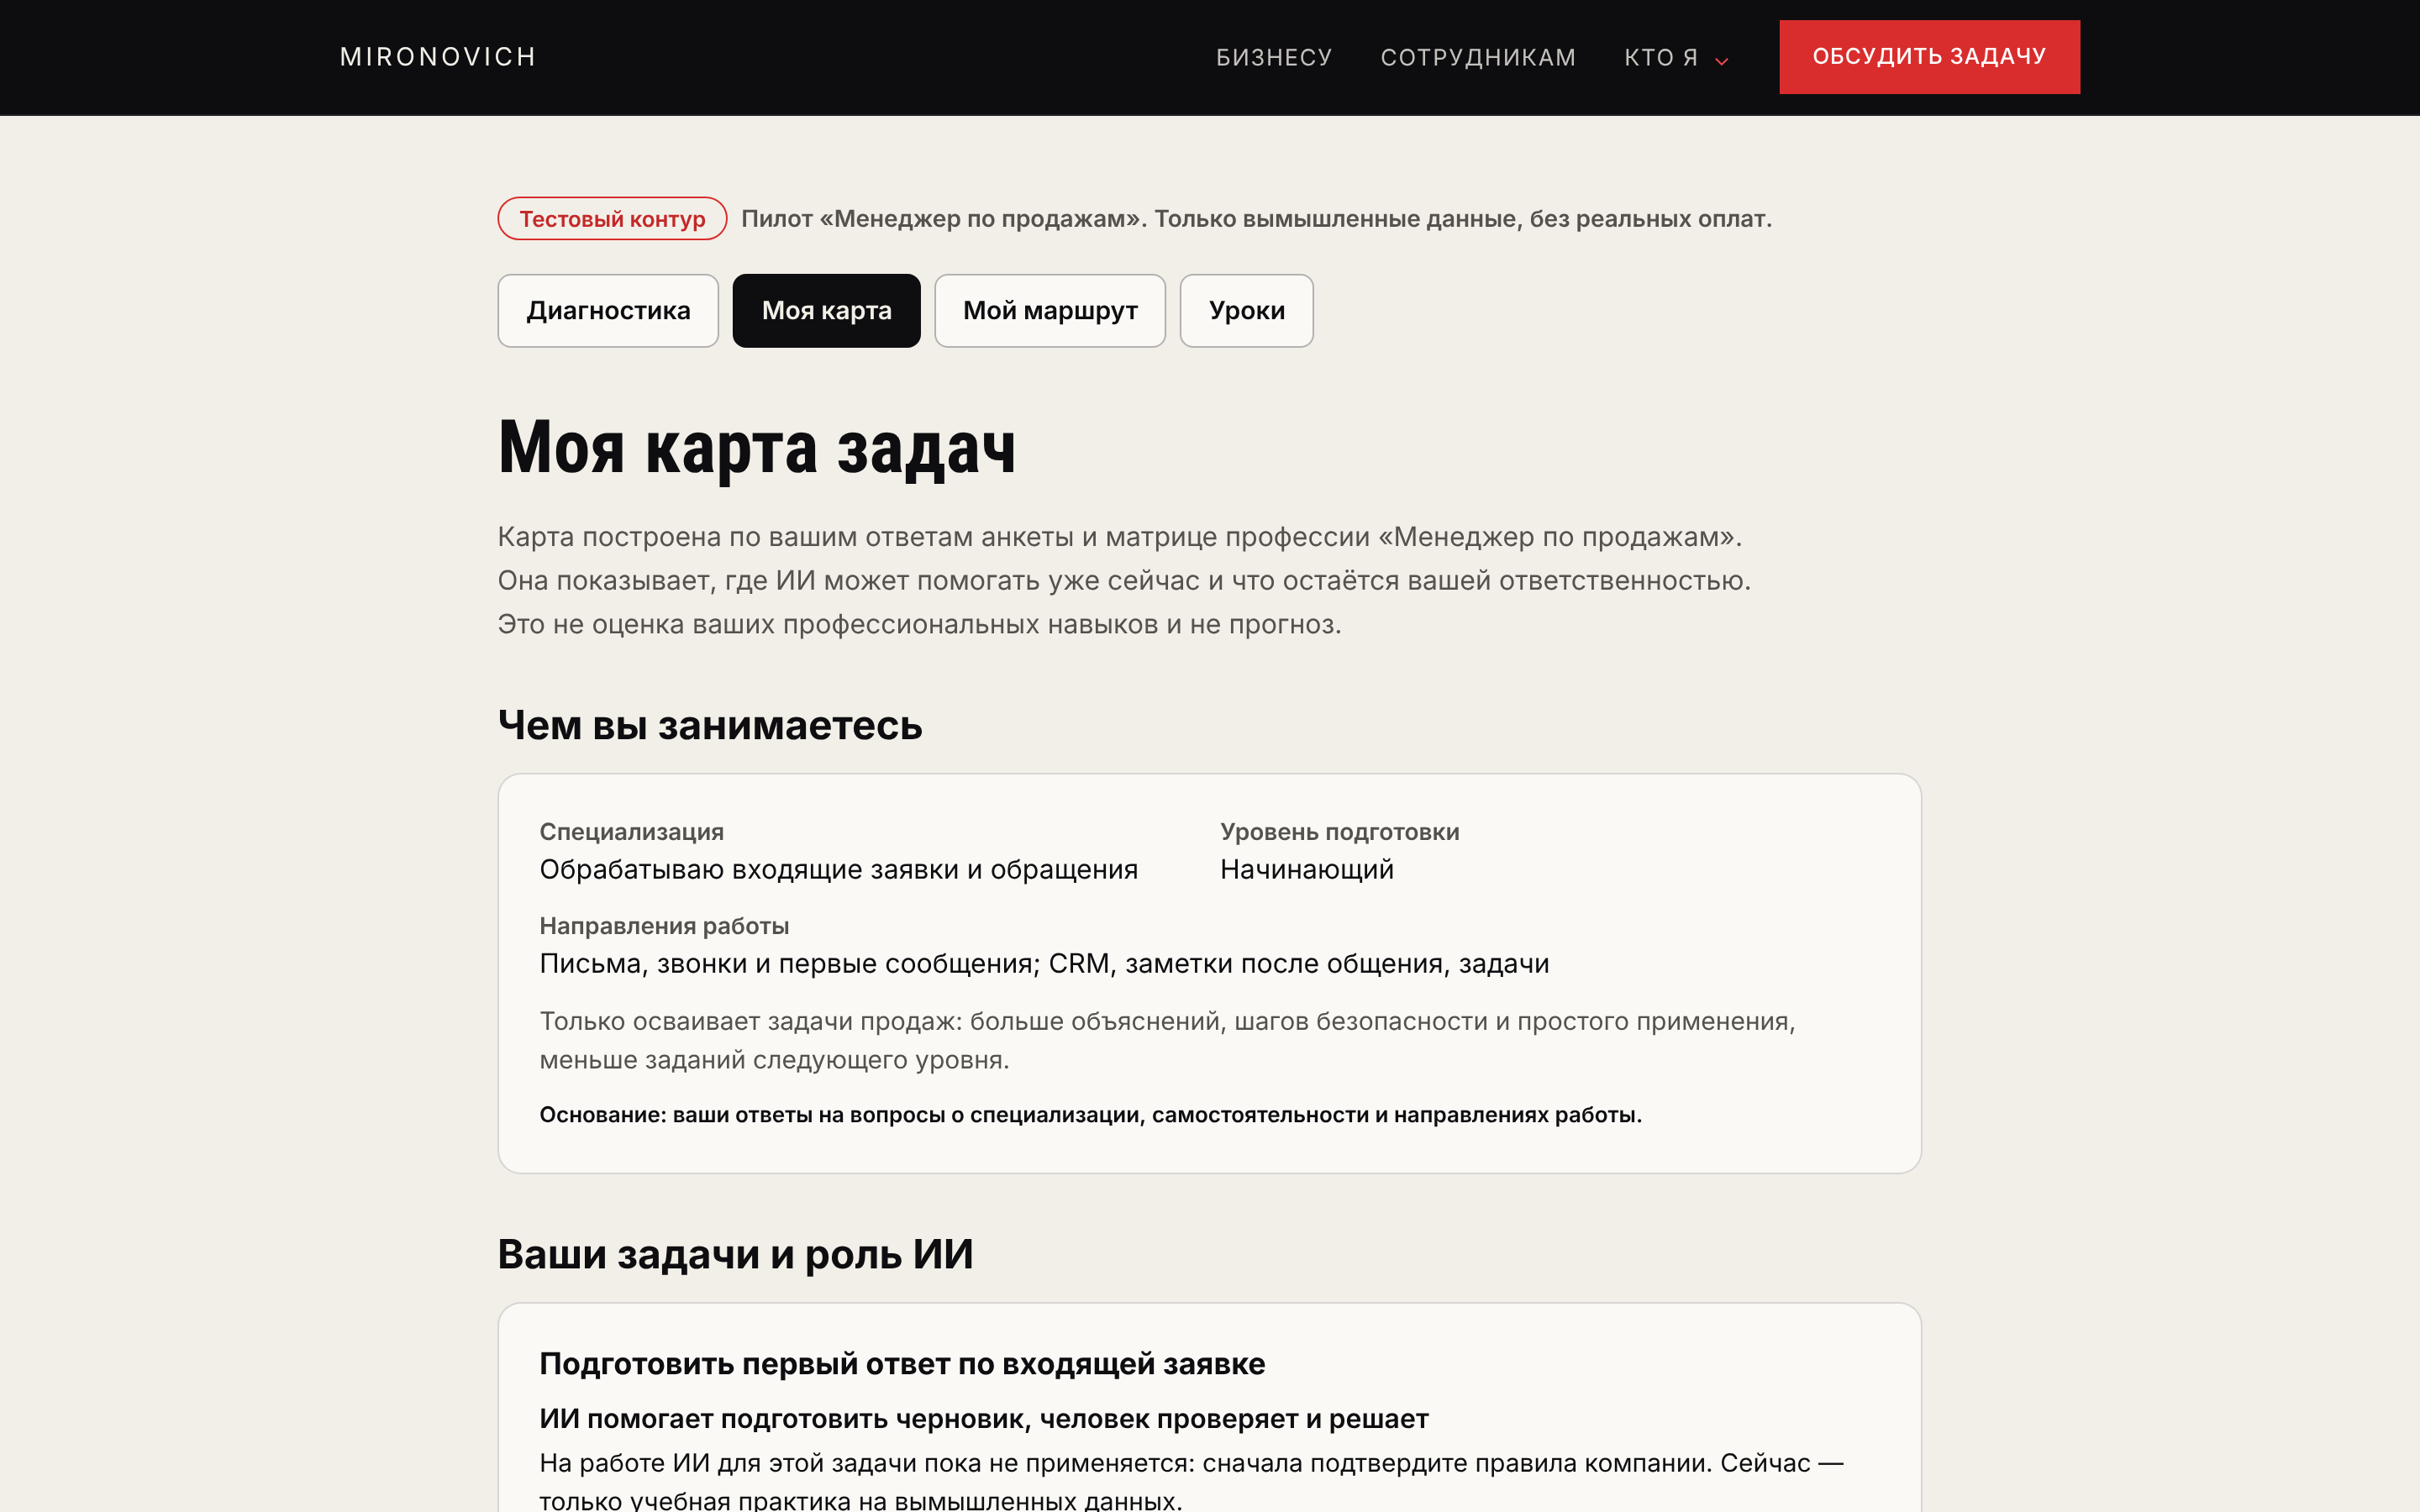 MIRONOVICH
БИЗНЕСУ
СОТРУДНИКАМ
КТО Я
ОБСУДИТЬ ЗАДАЧУ
Тестовый контур
Пилот «Менеджер по продажам». Только вымышленные данные, без реальных оплат.
Диагностика
Моя карта
Мой маршрут
Уроки
Моя карта задач
Карта построена по вашим ответам анкеты и матрице профессии «Менеджер по продажам».
Она показывает, где ИИ может помогать уже сейчас и что остаётся вашей ответственностью.
Это не оценка ваших профессиональных навыков и не прогноз.
Чем вы занимаетесь
Специализация
Обрабатываю входящие заявки и обращения
Уровень подготовки
Начинающий
Направления работы
Письма, звонки и первые сообщения; CRM, заметки после общения, задачи
Только осваивает задачи продаж: больше объяснений, шагов безопасности и простого применения,
меньше заданий следующего уровня.
Основание: ваши ответы на вопросы о специализации, самостоятельности и направлениях работы.
Ваши задачи и роль ИИ
Подготовить первый ответ по входящей заявке
ИИ помогает подготовить черновик, человек проверяет и решает
На работе ИИ для этой задачи пока не применяется: сначала подтвердите правила компании. Сейчас —
только учебная практика на вымышленных данных.